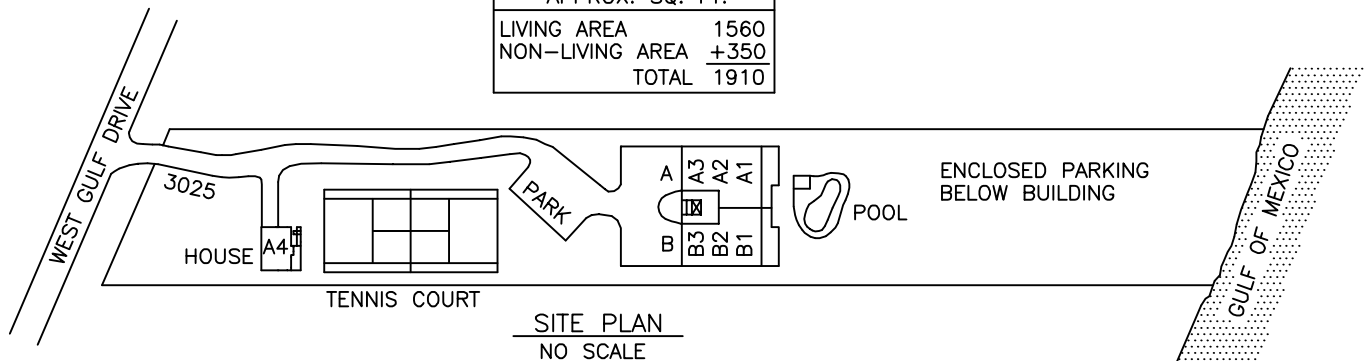 APPROX. SQ. FT.
LIVING AREA 1560
NON-LIVING AREA +350
TOTAL 1910
WEST GULF DRIVE
3025
HOUSE
A4
TENNIS COURT
PARK
A
A3
A2
A1
B
B3
B2
B1
POOL
ENCLOSED PARKING
BELOW BUILDING
GULF OF MEXICO
SITE PLAN
NO SCALE